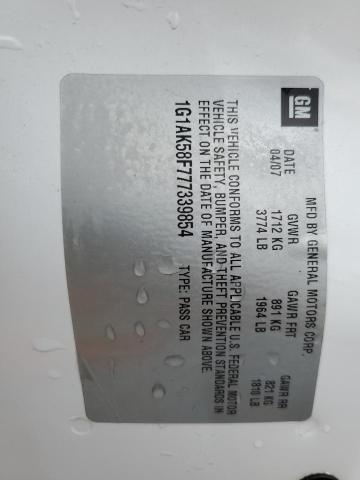 GM
MFD BY GENERAL MOTORS CORP.
DATE GVWR GAWR FRT GAWR RR
04/07 1712 KG 891 KG 821 KG
3774 LB 1964 LB 1810 LB
THIS VEHICLE CONFORMS TO ALL APPLICABLE U.S. FEDERAL MOTOR
VEHICLE SAFETY, BUMPER, AND THEFT PREVENTION STANDARDS IN
EFFECT ON THE DATE OF MANUFACTURE SHOWN ABOVE.
1G1AK58F777339854 TYPE: PASS CAR